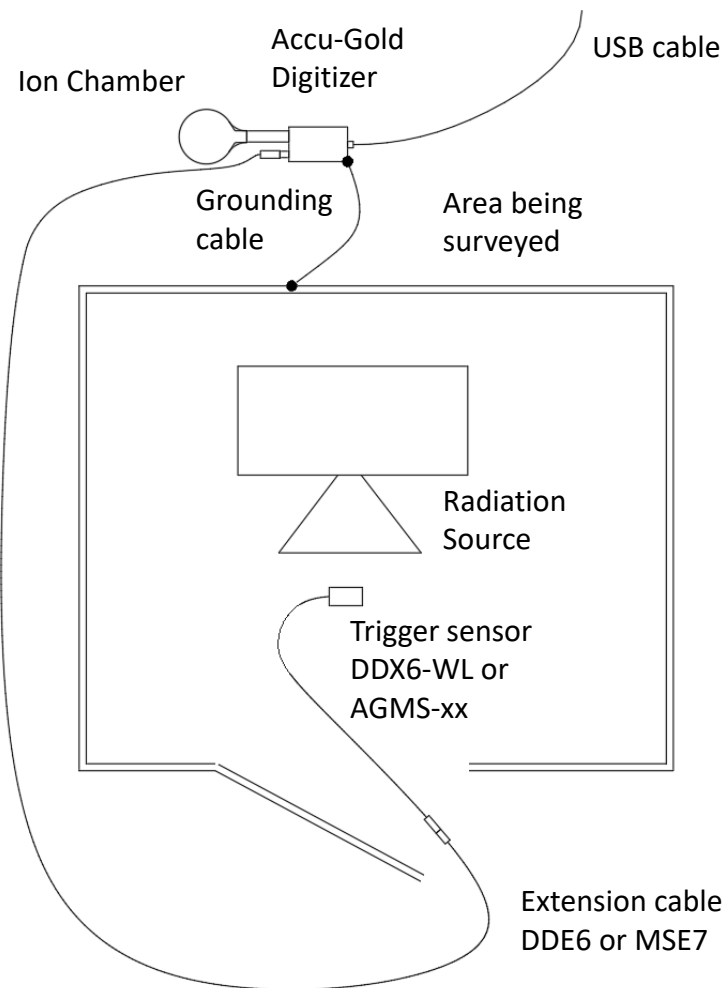 Accu-Gold
Digitizer
USB cable
Ion Chamber
Grounding
cable
Area being
surveyed
Radiation
Source
Trigger sensor
DDX6-WL or
AGMS-xx
Extension cable
DDE6 or MSE7